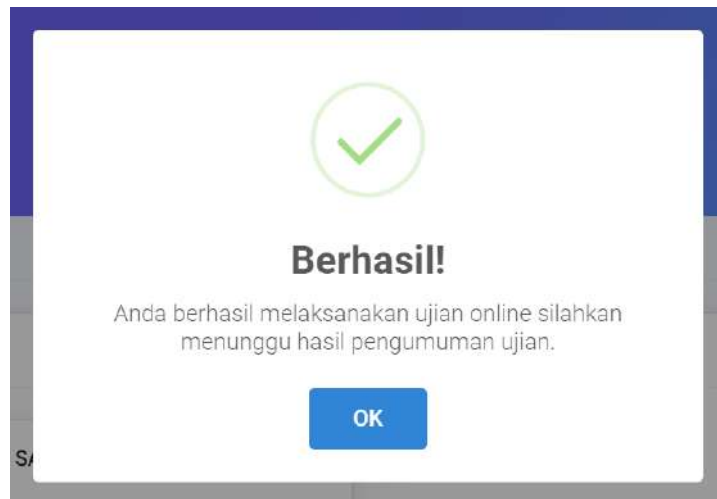 Berhasil!
Anda berhasil melaksanakan ujian online silahkan
menunggu hasil pengumuman ujian.
OK